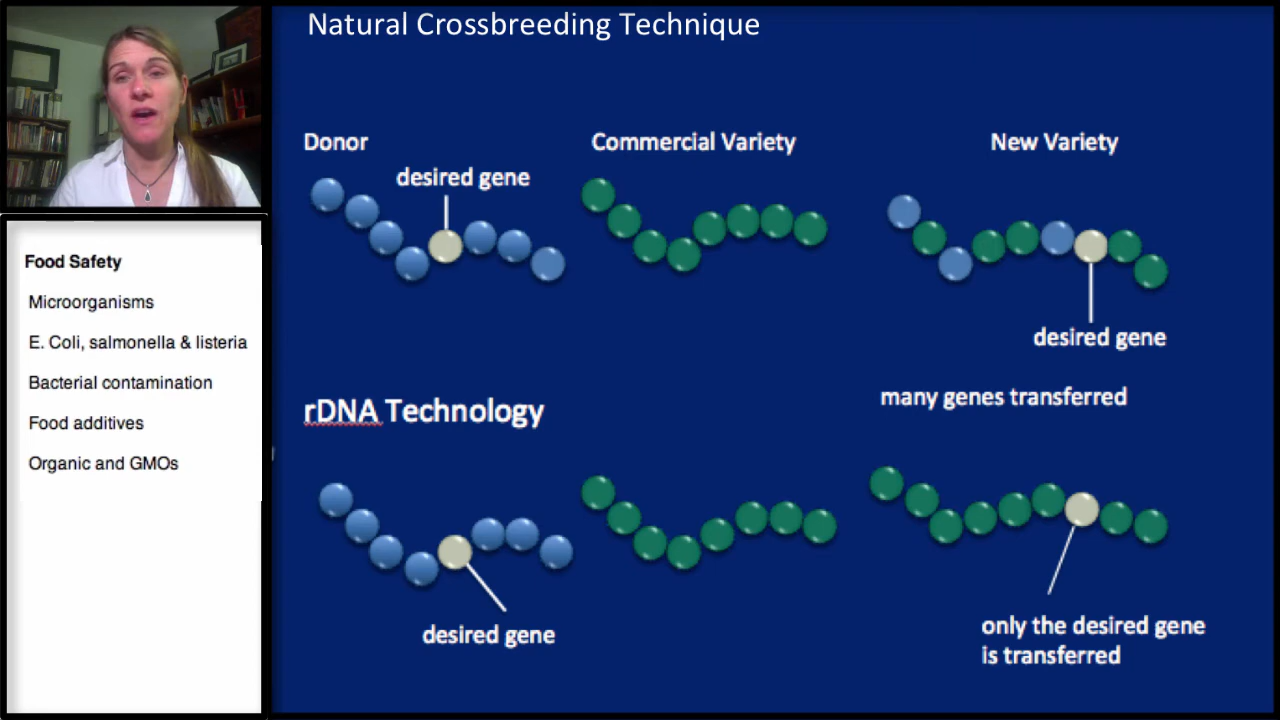 Natural Crossbreeding Technique
Donor
Commercial Variety
New Variety
desired gene
desired gene
many genes transferred
rDNA Technology
desired gene
only the desired gene
is transferred
Food Safety
Microorganisms
E. Coli, salmonella & listeria
Bacterial contamination
Food additives
Organic and GMOs